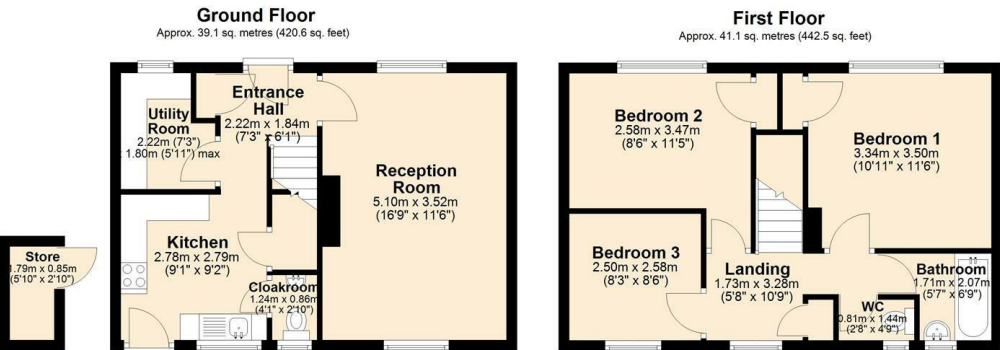 Ground Floor
Approx. 39.1 sq. metres (420.6 sq. feet)
Entrance
Hall
2.22m x 1.84m
(7'3" x 6'1")
Utility
Room
2.22m (7'3")
x 1.80m (5'11") max
Reception
Room
5.10m x 3.52m
(16'9" x 11'6")
Kitchen
2.78m x 2.79m
(9'1" x 9'2")
Cloakroom
1.24m x 0.86m
(4'1" x 2'10")
Store
1.79m x 0.85m
(5'10" x 2'10")
First Floor
Approx. 41.1 sq. metres (442.5 sq. feet)
Bedroom 2
2.58m x 3.47m
(8'6" x 11'5")
Bedroom 1
3.34m x 3.50m
(10'11" x 11'6")
Bedroom 3
2.50m x 2.58m
(8'3" x 8'6")
Landing
1.73m x 3.28m
(5'8" x 10'9")
Bathroom
1.71m x 2.07m
(5'7" x 6'9")
WC
0.81m x 1.44m
(2'8" x 4'9")